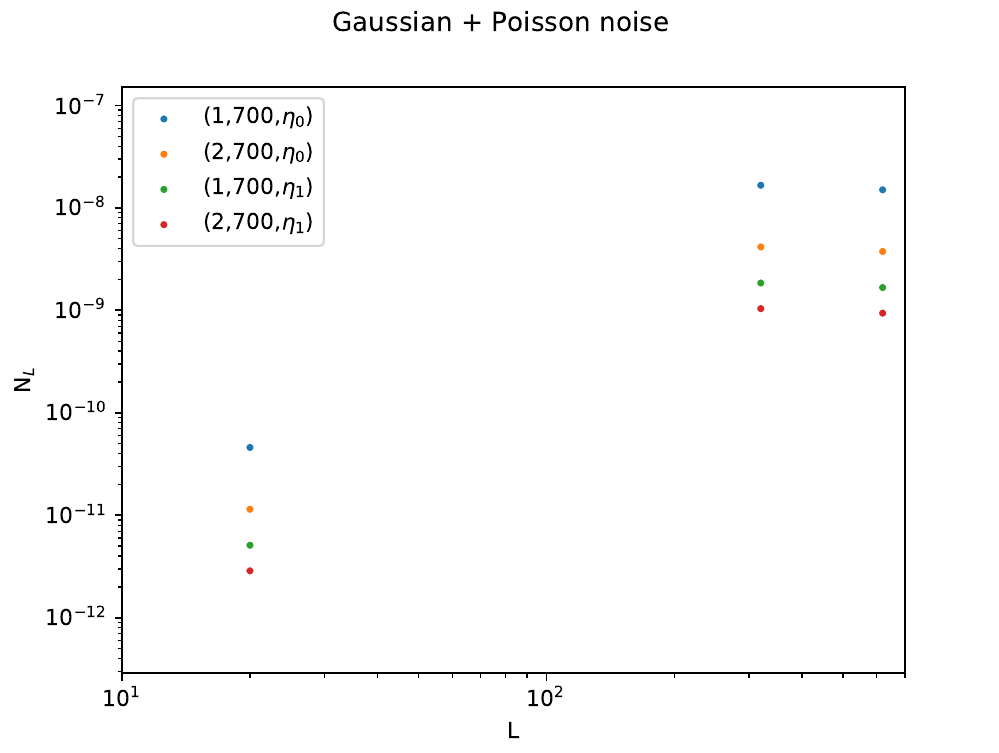 Gaussian + Poisson noise
(1,700,η₀)
(2,700,η₀)
(1,700,η₁)
(2,700,η₁)
10⁻⁷
10⁻⁸
10⁻⁹
10⁻¹⁰
10⁻¹¹
10⁻¹²
N_L
10¹
10²
L